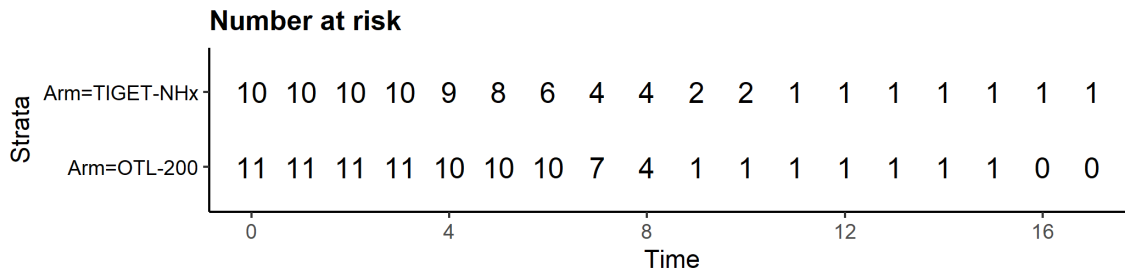 Number at risk
Strata
Arm=TIGET-NHx 10 10 10 10 9 8 6 4 4 2 2 1 1 1 1 1 1 1
Arm=OTL-200 11 11 11 11 10 10 10 7 4 1 1 1 1 1 1 1 0 0
0 4 8 12 16
Time